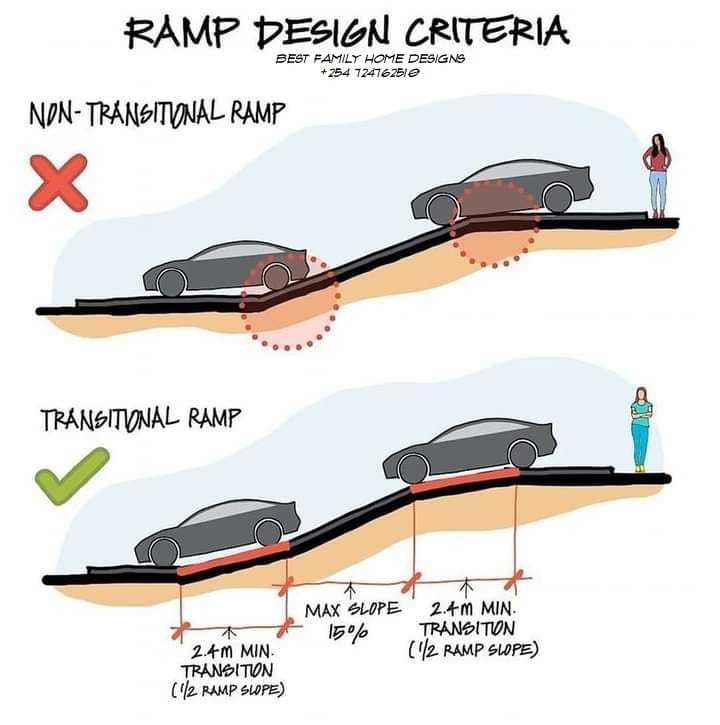 RAMP DESIGN CRITERIA
BEST FAMILY HOME DESIGNS
+254 724762510
NON-TRANSITIONAL RAMP
TRANSITIONAL RAMP
MAX SLOPE
15%
2.4m MIN.
TRANSITION
(1/2 RAMP SLOPE)
2.4m MIN.
TRANSITION
(1/2 RAMP SLOPE)